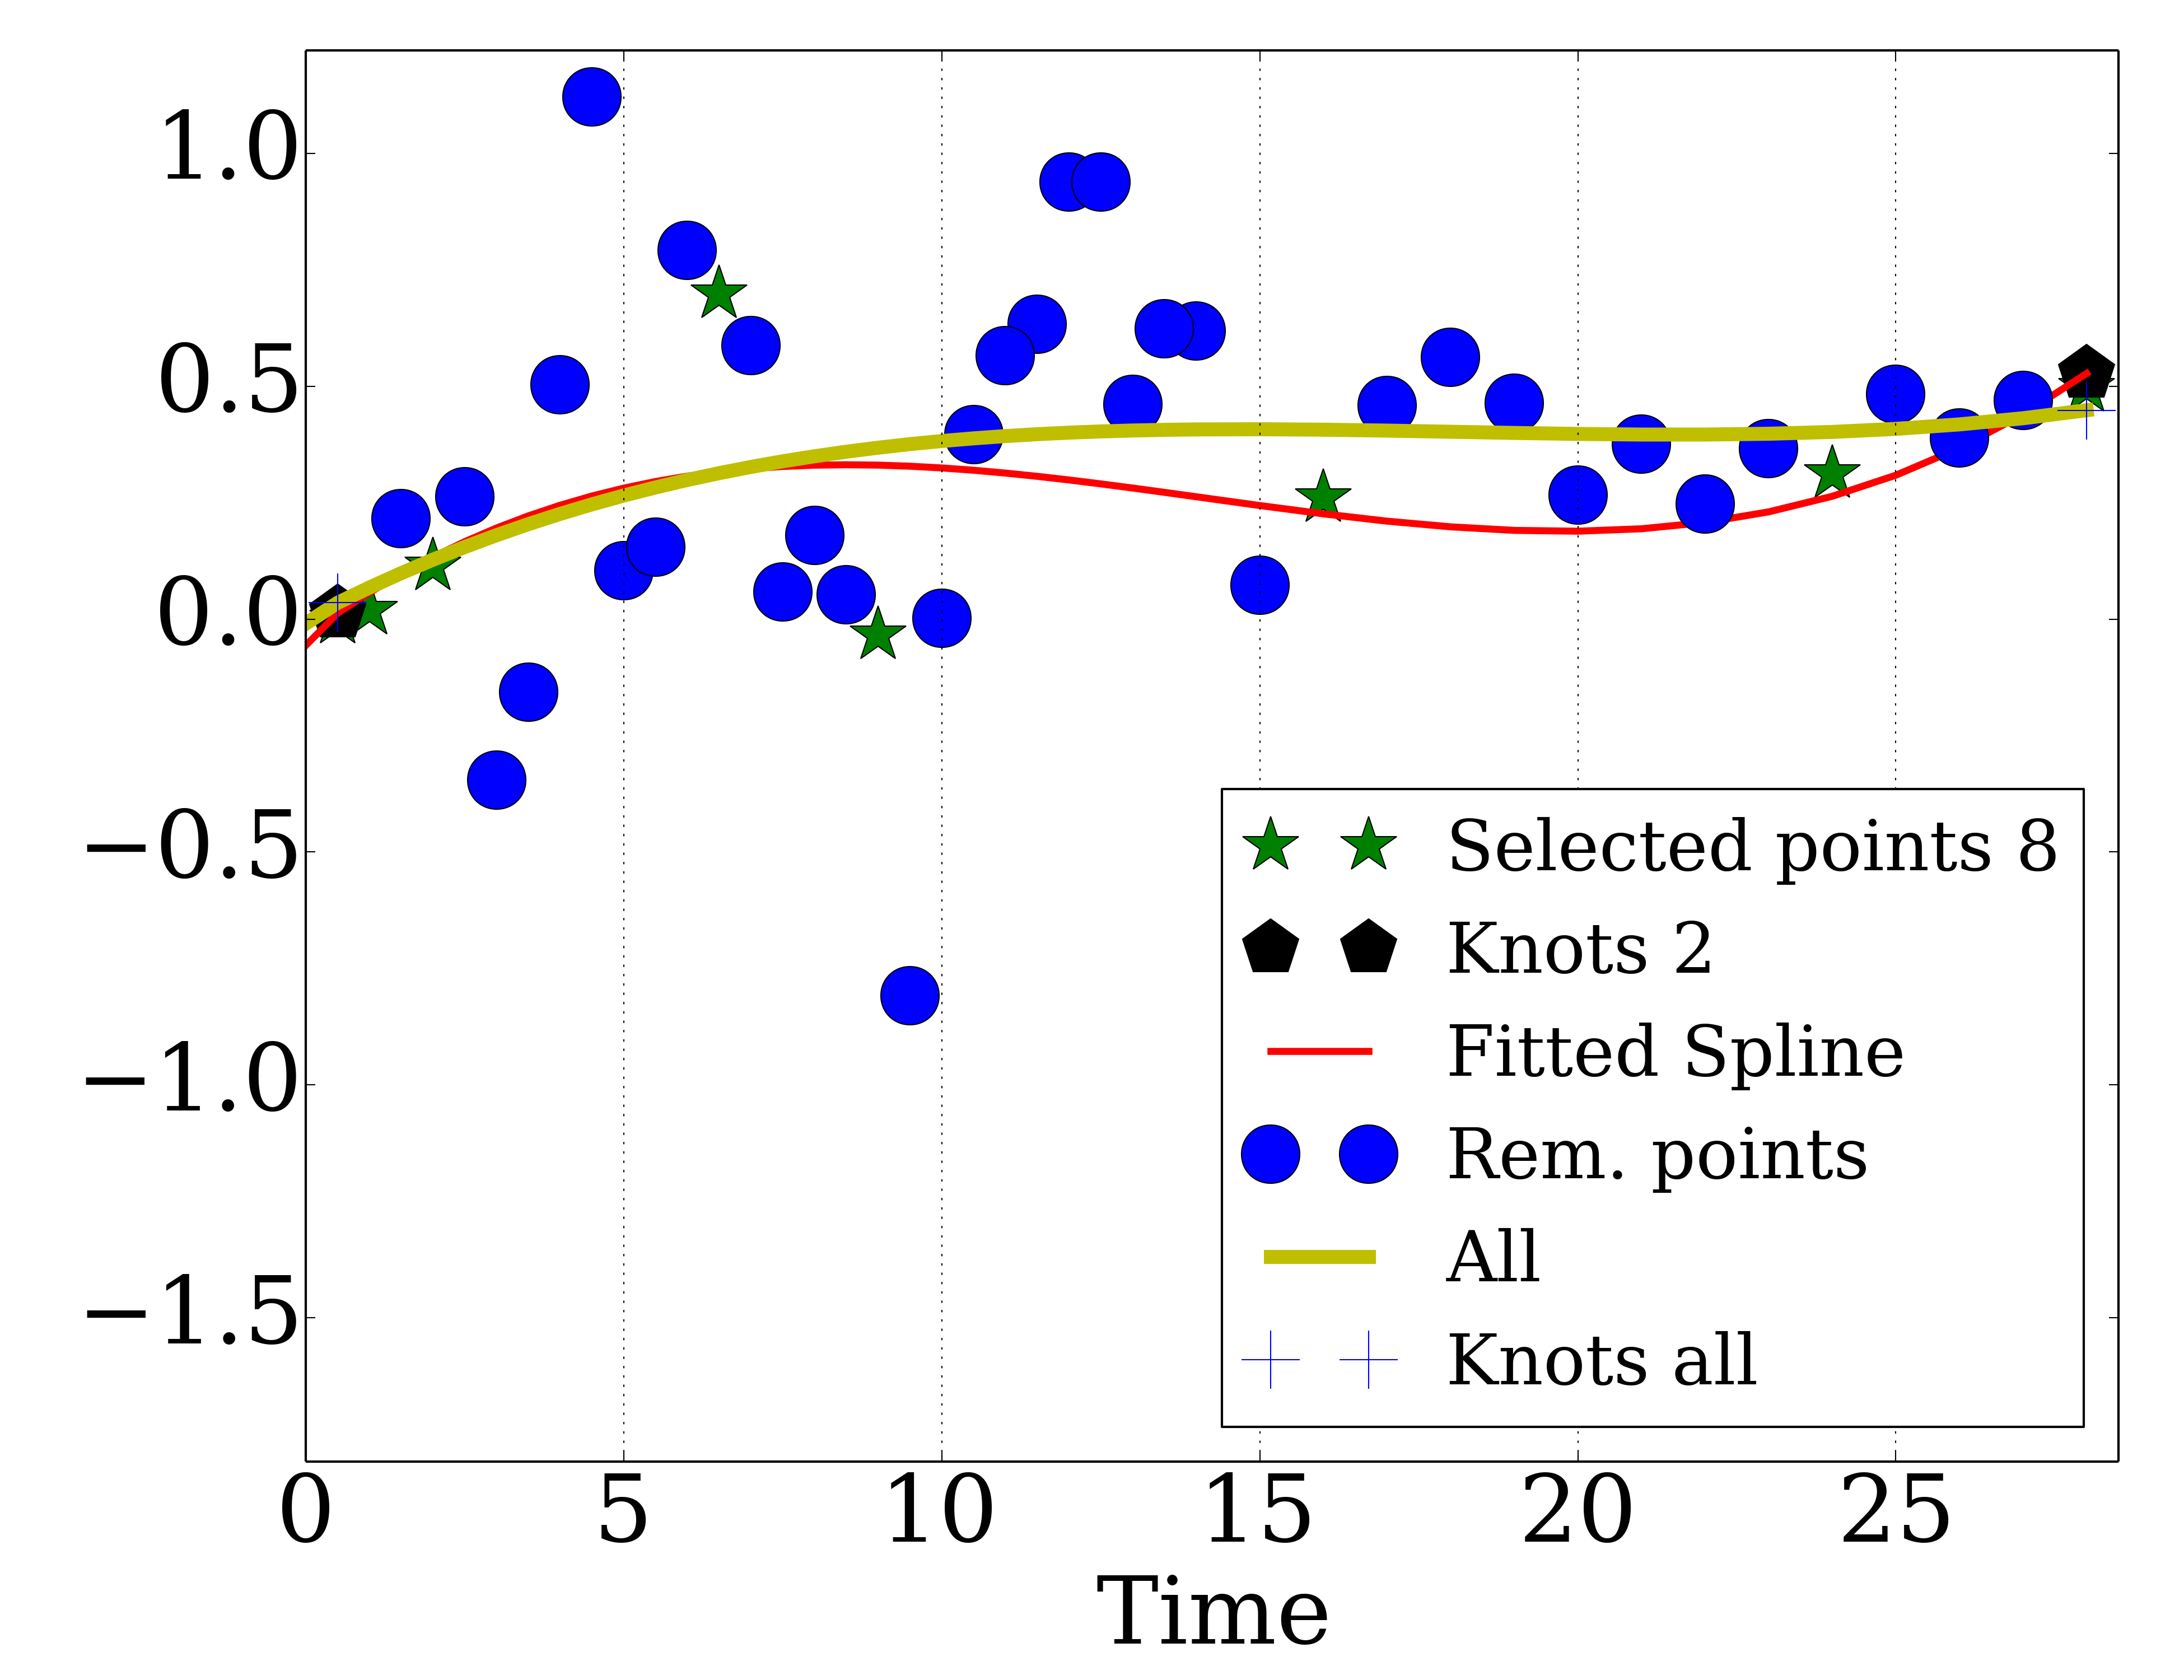 1.0
0.5
0.0
−0.5
−1.0
−1.5
0 5 10 15 20 25
Time
Selected points 8
Knots 2
Fitted Spline
Rem. points
All
Knots all